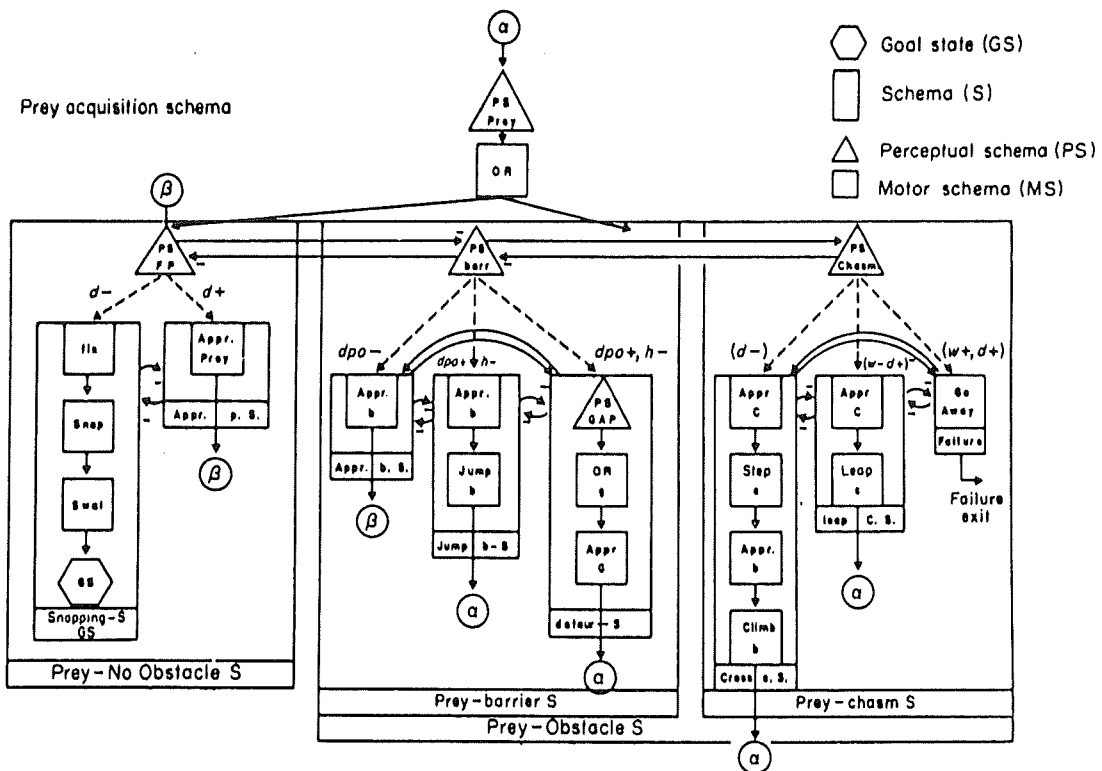 Prey acquisition schema
α
PS
Prey
OR
Goal state (GS)
Schema (S)
Perceptual schema (PS)
Motor schema (MS)
β
PS
FP
d-
d+
fix
Snap
Swal
GS
Snapping-S
GS
Appr.
Prey
Appr. p. S.
β
Prey-No Obstacle S
PS
barr
dpo-
dpo+ h-
dpo+, h-
Appr.
b
Appr. b. S.
β
Appr.
b
Jump
b
Jump b-S
α
PS
GAP
OR
g
Appr
G
detour-S
α
Prey-barrier S
PS
Chasm
(d-)
(w-d+)
(w+, d+)
Appr
C
Step
c
Appr.
b
Climb
b
Cross c. S.
α
Appr
C
Leap
c
leap C. S.
α
Go
Away
Failure
Failure
exit
Prey-chasm S
Prey-Obstacle S